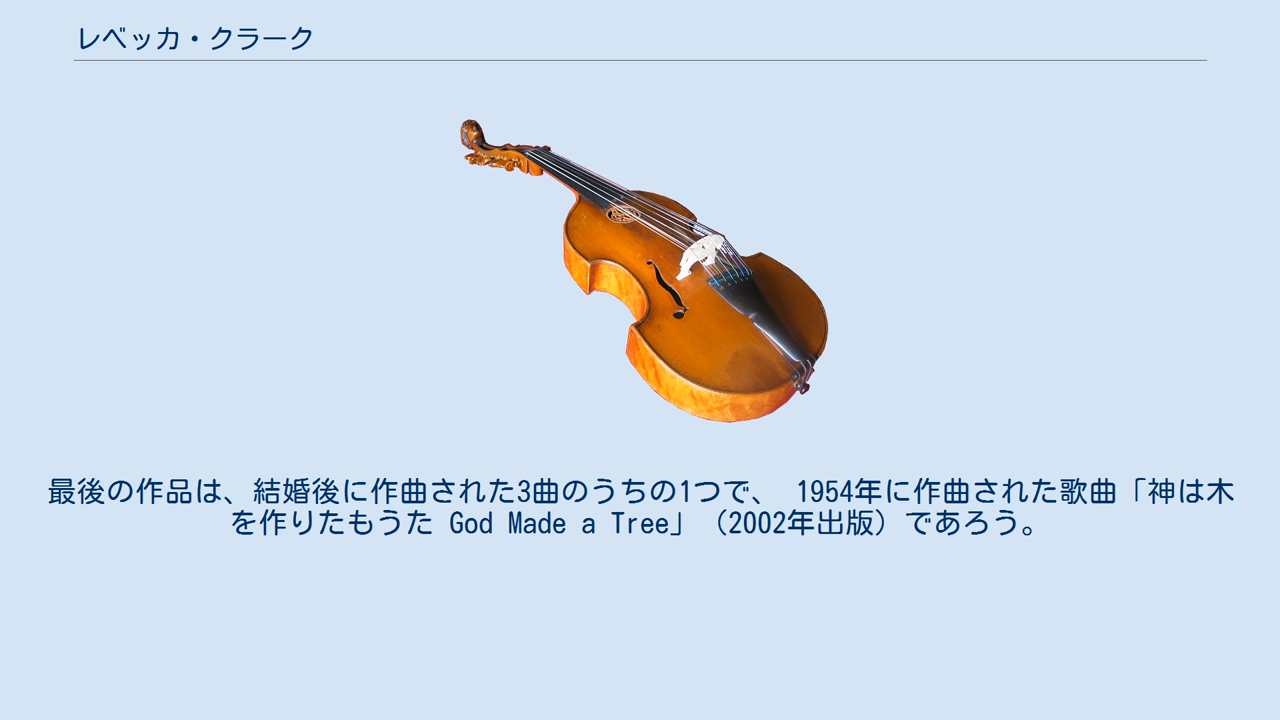 レベッカ・クラーク
最後の作品は、結婚後に作曲された3曲のうちの1つで、 1954年に作曲された歌曲「神は木
を作りたもうた God Made a Tree」（2002年出版）であろう。